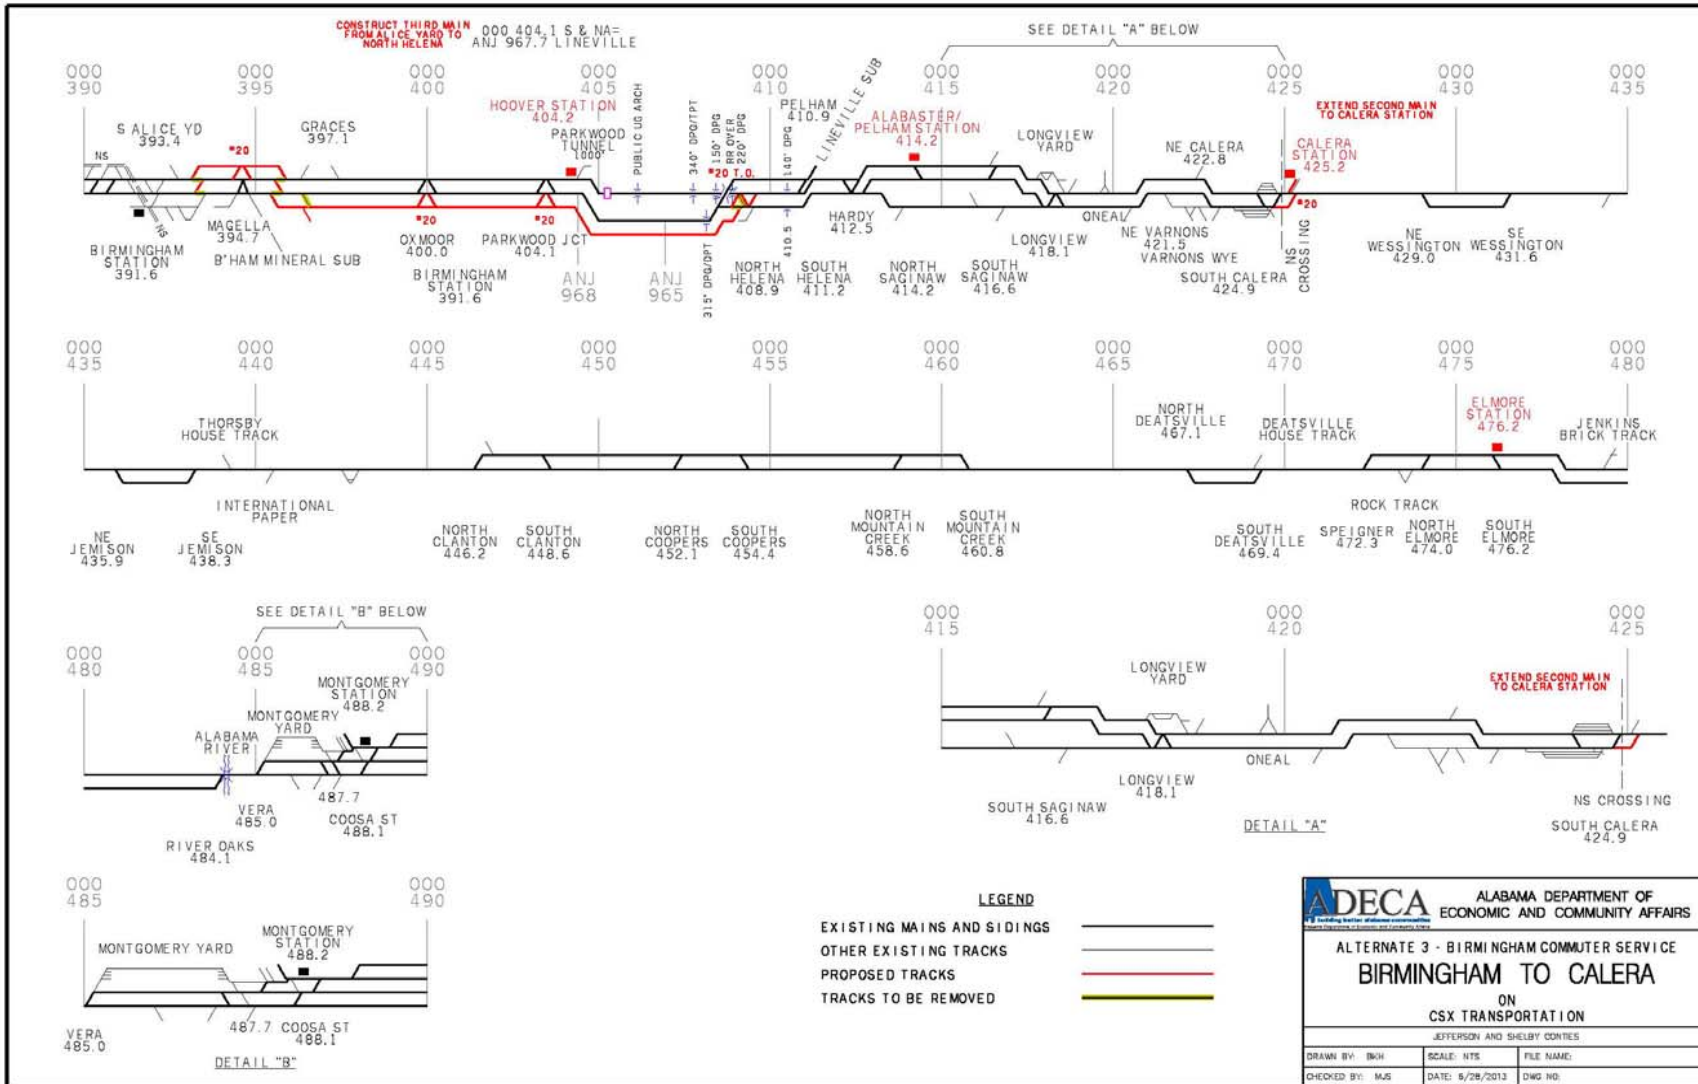 CONSTRUCT THIRD MAIN
FROM ALICE YARD TO
NORTH HELENA
000 404.1 S & NA=
ANJ 967.7 LINEVILLE
SEE DETAIL "A" BELOW
000
390
000
395
000
400
000
405
000
410
000
415
000
420
000
425
000
430
000
435
S ALICE YD
393.4
GRACES
397.1
HOOVER STATION
404.2
PARKWOOD
TUNNEL
1000'
PUBLIC UG ARCH
340' DPG/TPT
150' DPG
RR OVER
220' DPG
140' DPG
PELHAM
410.9
LINEVILLE SUB
ALABASTER/
PELHAM STATION
414.2
LONGVIEW
YARD
NE CALERA
422.8
EXTEND SECOND MAIN
TO CALERA STATION
CALERA
STATION
425.2
NS
NS
#20
#20
#20
#20 T.O.
#20
BIRMINGHAM
STATION
391.6
MAGELLA
394.7
B'HAM MINERAL SUB
OXMOOR
400.0
BIRMINGHAM
STATION
391.6
PARKWOOD JCT
404.1
ANJ
968
ANJ
965
315' DPG/DPT
NORTH
HELENA
408.9
410.5
SOUTH
HELENA
411.2
HARDY
412.5
NORTH
SAGINAW
414.2
SOUTH
SAGINAW
416.6
LONGVIEW
418.1
ONEAL
NE VARNONS
421.5
VARNONS WYE
SOUTH CALERA
424.9
NS
CROSSING
NE
WESSINGTON
429.0
SE
WESSINGTON
431.6
000
435
000
440
000
445
000
450
000
455
000
460
000
465
000
470
000
475
000
480
THORSBY
HOUSE TRACK
NORTH
DEATSVILLE
467.1
DEATSVILLE
HOUSE TRACK
ELMORE
STATION
476.2
JENKINS
BRICK TRACK
INTERNATIONAL
PAPER
ROCK TRACK
NE
JEMISON
435.9
SE
JEMISON
438.3
NORTH
CLANTON
446.2
SOUTH
CLANTON
448.6
NORTH
COOPERS
452.1
SOUTH
COOPERS
454.4
NORTH
MOUNTAIN
CREEK
458.6
SOUTH
MOUNTAIN
CREEK
460.8
SOUTH
DEATSVILLE
469.4
SPEIGNER
472.3
NORTH
ELMORE
474.0
SOUTH
ELMORE
476.2
SEE DETAIL "B" BELOW
000
480
000
485
000
490
MONTGOMERY
STATION
488.2
MONTGOMERY
YARD
ALABAMA
RIVER
VERA
485.0
487.7
COOSA ST
488.1
RIVER OAKS
484.1
000
415
000
420
000
425
LONGVIEW
YARD
EXTEND SECOND MAIN
TO CALERA STATION
ONEAL
LONGVIEW
418.1
SOUTH SAGINAW
416.6
NS CROSSING
SOUTH CALERA
424.9
DETAIL "A"
000
485
000
490
MONTGOMERY YARD
MONTGOMERY
STATION
488.2
VERA
485.0
487.7
COOSA ST
488.1
DETAIL "B"
LEGEND
EXISTING MAINS AND SIDINGS
OTHER EXISTING TRACKS
PROPOSED TRACKS
TRACKS TO BE REMOVED
ADECA
building better alabama communities
ALABAMA DEPARTMENT OF
ECONOMIC AND COMMUNITY AFFAIRS
ALTERNATE 3 - BIRMINGHAM COMMUTER SERVICE
BIRMINGHAM TO CALERA
ON
CSX TRANSPORTATION
JEFFERSON AND SHELBY CONTIES
DRAWN BY: BKH
SCALE: NTS
FILE NAME:
CHECKED BY: MJS
DATE: 6/28/2013
DWG NO: